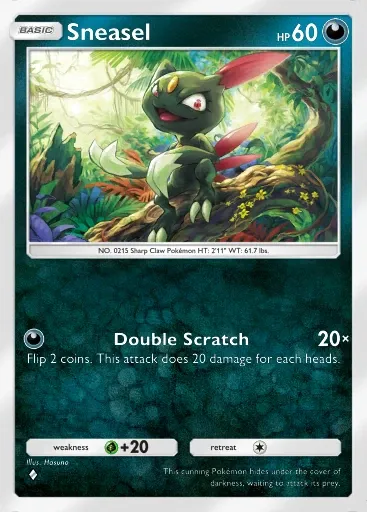 BASIC Sneasel HP 60
NO. 0215 Sharp Claw Pokémon HT: 2'11" WT: 61.7 lbs.
Double Scratch 20×
Flip 2 coins. This attack does 20 damage for each heads.
weakness +20 retreat
Illus. Hasuno
This cunning Pokémon hides under the cover of
darkness, waiting to attack its prey.